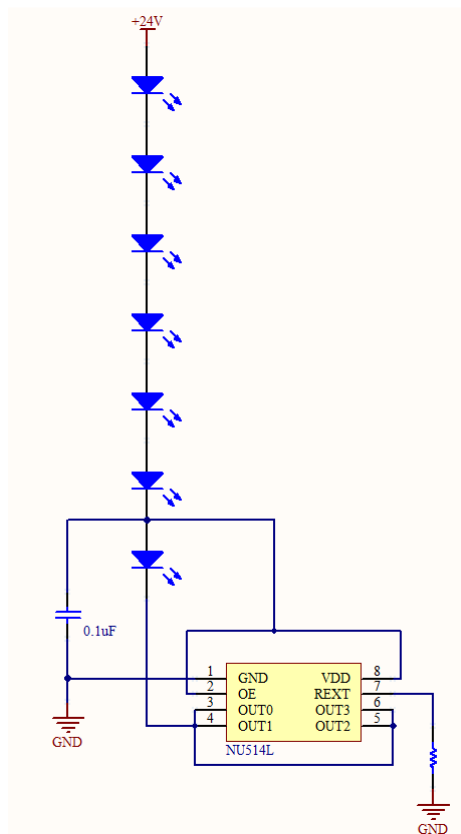 +24V
0.1uF
1 GND VDD 8
2 OE REXT 7
3 OUT0 OUT3 6
4 OUT1 OUT2 5
GND
NU514L
GND